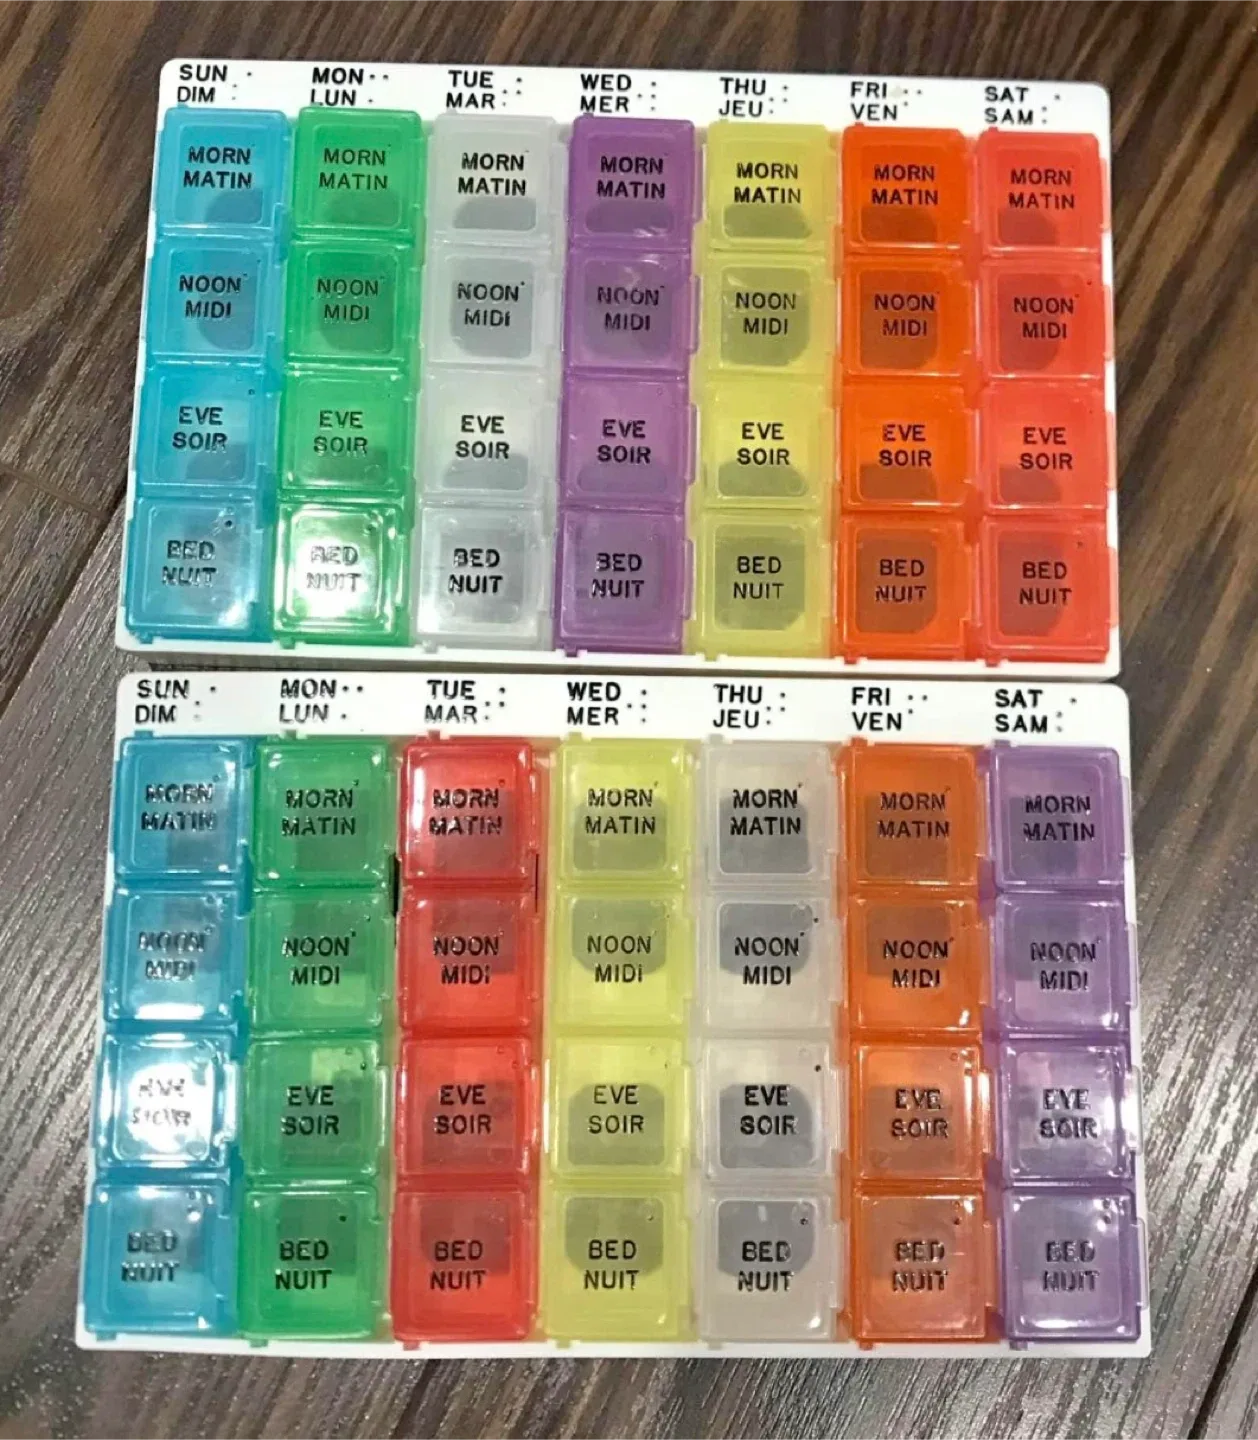 SUN MON TUE WED THU FRI SAT
DIM LUN MAR MER JEU VEN SAM
MORN MORN MORN MORN MORN MORN MORN
MATIN MATIN MATIN MATIN MATIN MATIN MATIN
NOON NOON NOON NOON NOON NOON NOON
MIDI MIDI MIDI MIDI MIDI MIDI MIDI
EVE EVE EVE EVE EVE EVE EVE
SOIR SOIR SOIR SOIR SOIR SOIR SOIR
BED BED BED BED BED BED BED
NUIT NUIT NUIT NUIT NUIT NUIT NUIT
SUN MON TUE WED THU FRI SAT
DIM LUN MAR MER JEU VEN SAM
MORN MORN MORN MORN MORN MORN MORN
MATIN MATIN MATIN MATIN MATIN MATIN MATIN
NOON NOON NOON NOON NOON NOON NOON
MIDI MIDI MIDI MIDI MIDI MIDI MIDI
EVE EVE EVE EVE EVE EVE
SOIR SOIR SOIR SOIR SOIR SOIR
BED BED BED BED BED BED BED
NUIT NUIT NUIT NUIT NUIT NUIT NUIT